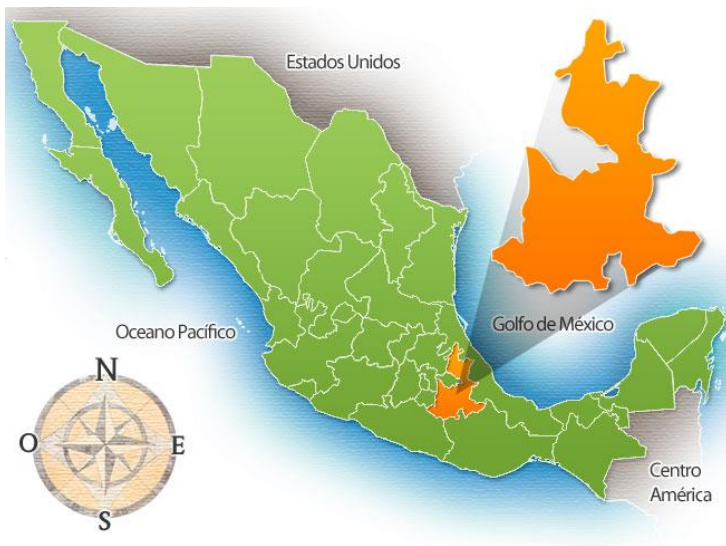 Estados Unidos
Oceano Pacífico
Golfo de México
N
O
E
S
Centro
América